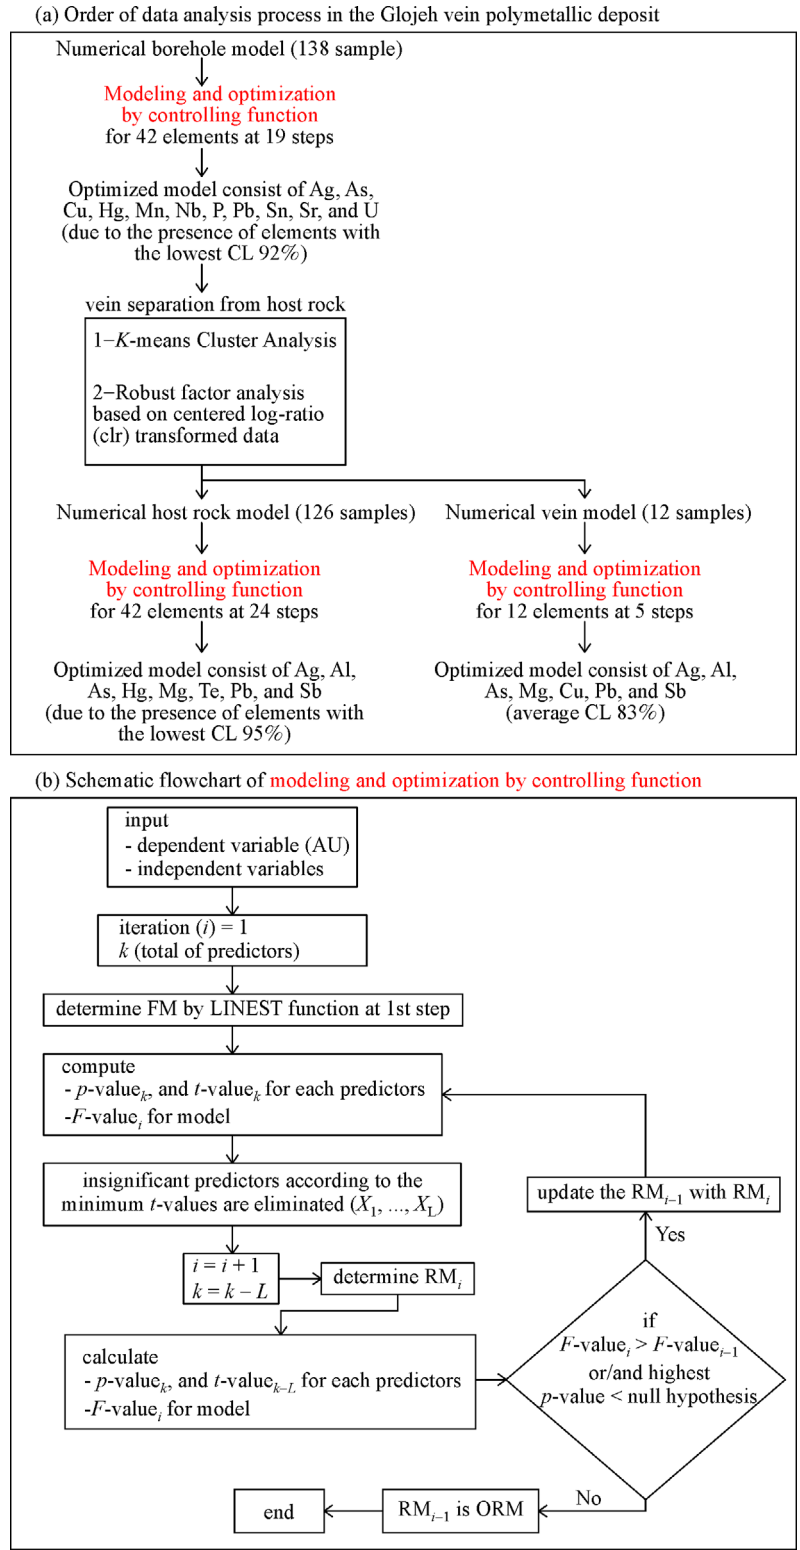 (a) Order of data analysis process in the Glojeh vein polymetallic deposit
Numerical borehole model (138 sample)
Modeling and optimization
by controlling function
for 42 elements at 19 steps
Optimized model consist of Ag, As,
Cu, Hg, Mn, Nb, P, Pb, Sn, Sr, and U
(due to the presence of elements with
the lowest CL 92%)
vein separation from host rock
1−K-means Cluster Analysis
2−Robust factor analysis
based on centered log-ratio
(clr) transformed data
Numerical host rock model (126 samples)
Modeling and optimization
by controlling function
for 42 elements at 24 steps
Optimized model consist of Ag, Al,
As, Hg, Mg, Te, Pb, and Sb
(due to the presence of elements with
the lowest CL 95%)
Numerical vein model (12 samples)
Modeling and optimization
by controlling function
for 12 elements at 5 steps
Optimized model consist of Ag, Al,
As, Mg, Cu, Pb, and Sb
(average CL 83%)
(b) Schematic flowchart of modeling and optimization by controlling function
input
- dependent variable (AU)
- independent variables
iteration (i) = 1
k (total of predictors)
determine FM by LINEST function at 1st step
compute
- p-valueₖ, and t-valueₖ for each predictors
-F-valueᵢ for model
insignificant predictors according to the
minimum t-values are eliminated (X₁, ..., X_L)
i = i + 1
k = k – L
determine RMᵢ
calculate
- p-valueₖ, and t-value_k–L for each predictors
-F-valueᵢ for model
if
F-valueᵢ > F-valueᵢ₋₁
or/and highest
p-value < null hypothesis
Yes
update the RMᵢ₋₁ with RMᵢ
No
RMᵢ₋₁ is ORM
end